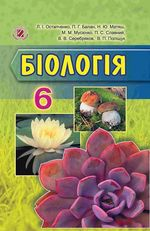 Л. І. Остапченко, П. Г. Балан, Н. Ю. Матяш,
М. М. Мусієнко, П. С. Славний,
В. В. Серебряков, В. П. Поліщук
БІОЛОГІЯ
6